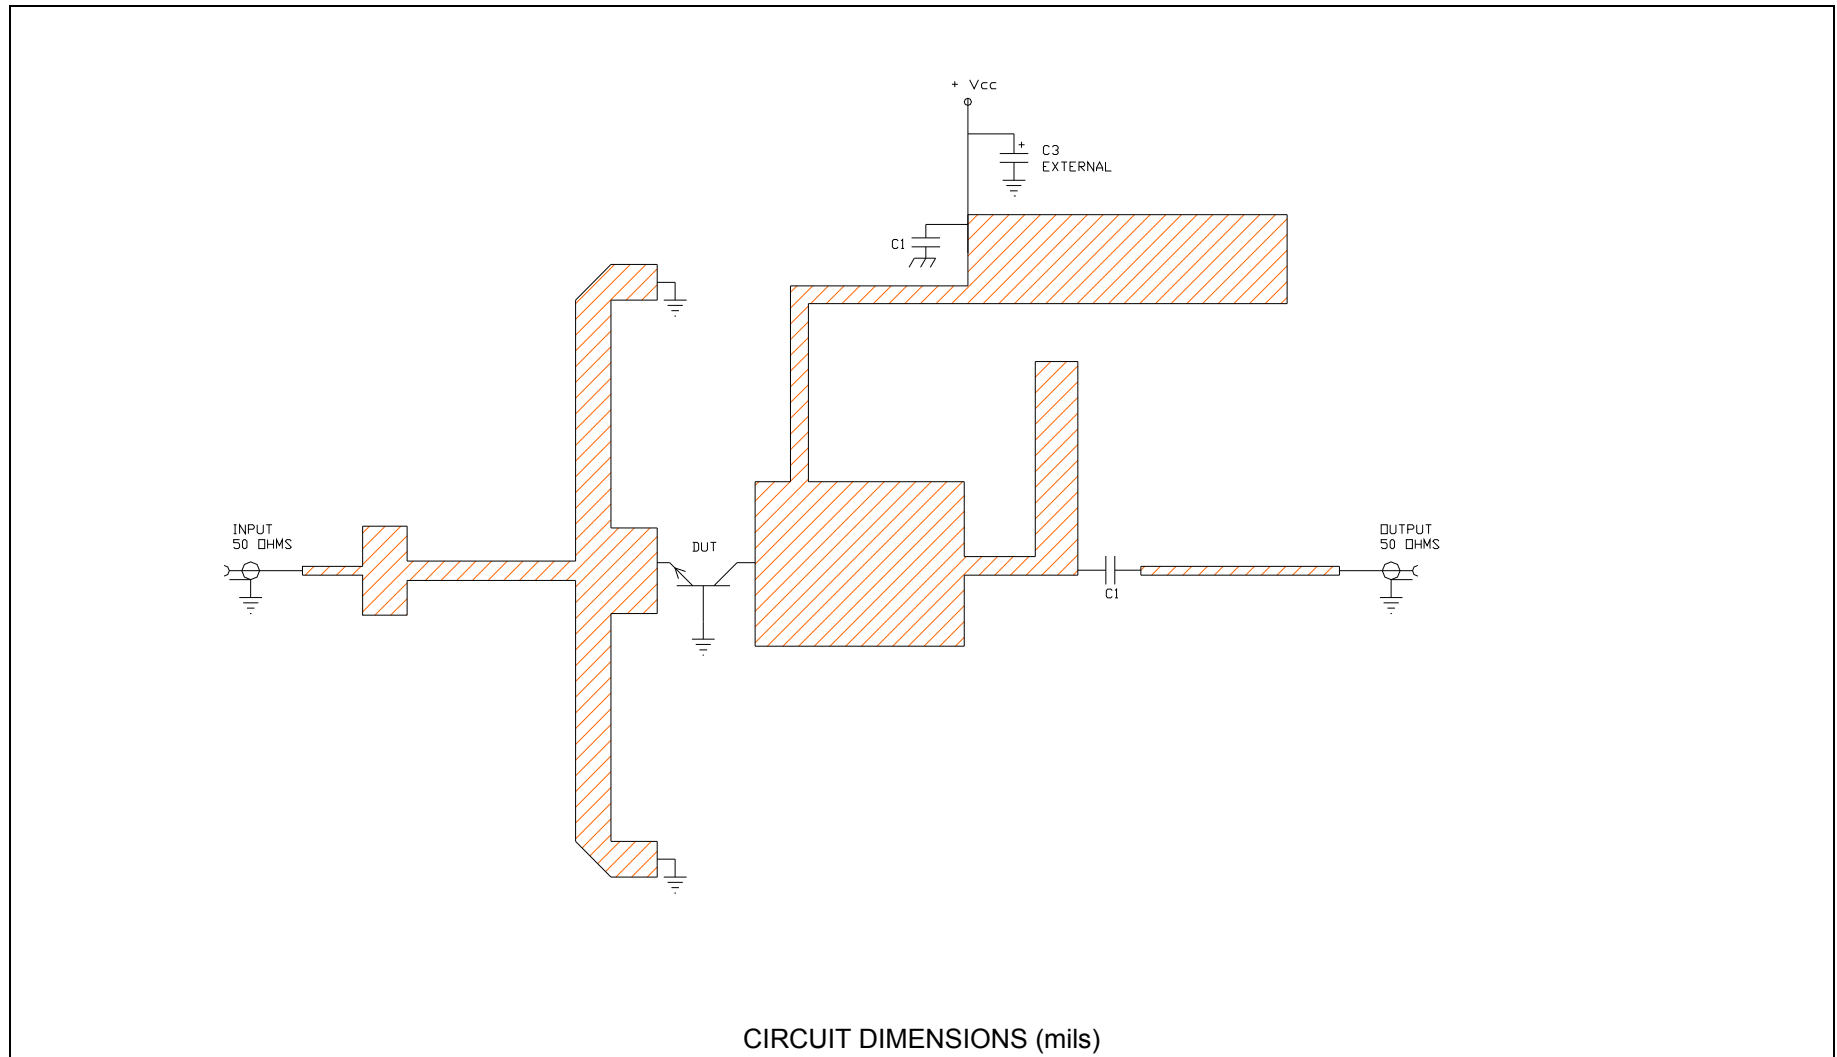 + Vcc
+
C3
EXTERNAL
C1
INPUT
50 OHMS
DUT
OUTPUT
50 OHMS
C1
CIRCUIT DIMENSIONS (mils)